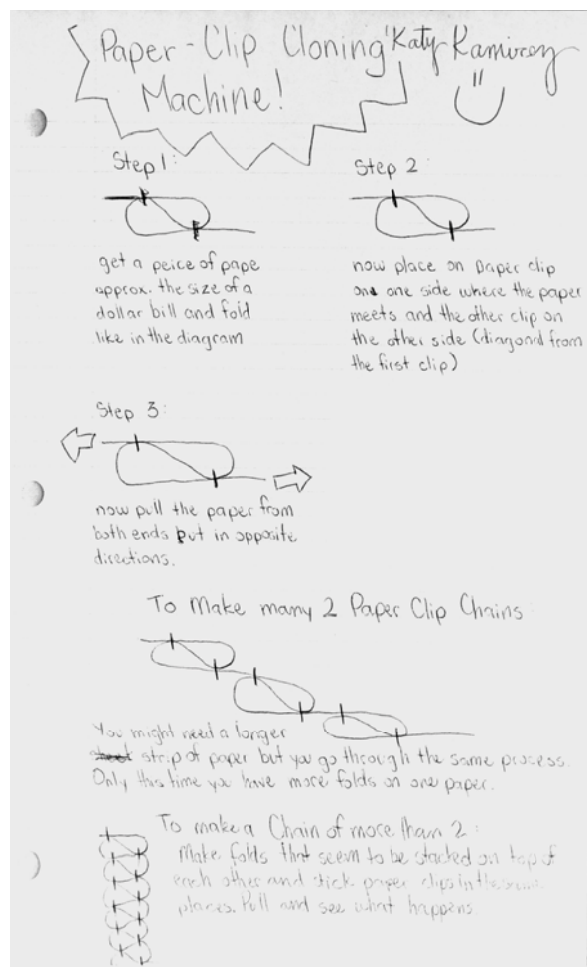 Paper-Clip Cloning Katy Ramirez
Machine!
Step 1:
get a peice of pape
approx. the size of a
dollar bill and fold
like in the diagram
Step 2:
now place on paper clip
one side where the paper
meets and the other clip on
the other side (diagonal from
the first clip)
Step 3:
now pull the paper from
both ends but in opposite
directions.
To Make many 2 Paper Clip Chains:
You might need a longer
strip of paper but you go through the same process.
Only this time you have more folds on one paper.
To make a Chain of more than 2:
Make folds that seem to be stacked on top of
each other and stick paper clips in the same
places. Pull and see what happens